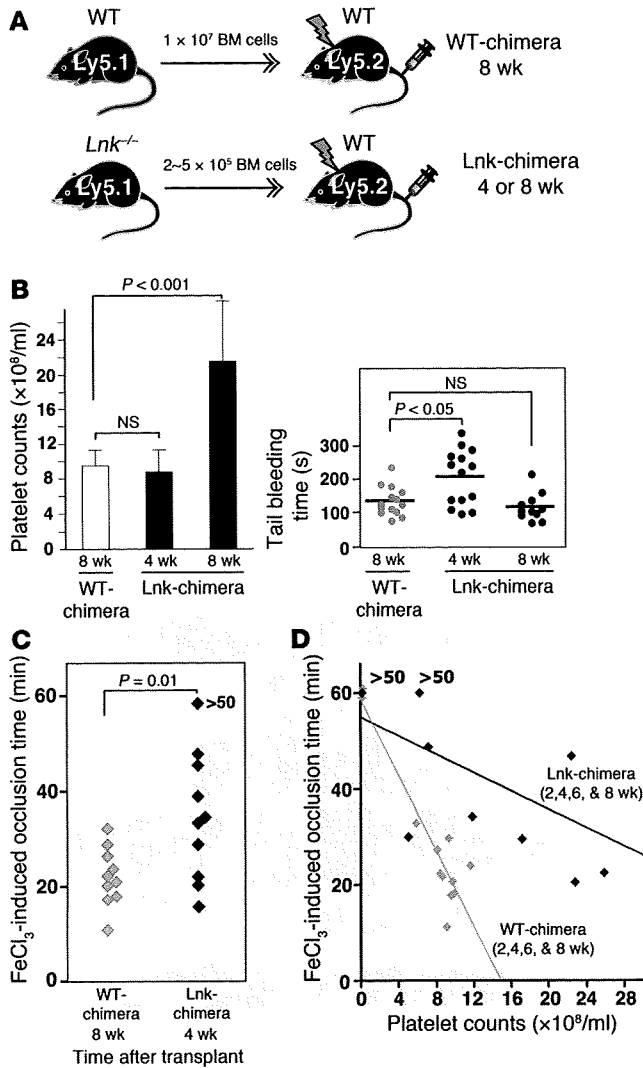 A
WT
Ly5.1
1 × 10⁷ BM cells
WT
Ly5.2
WT-chimera
8 wk
Lnk⁻/⁻
Ly5.1
2~5 × 10⁵ BM cells
WT
Ly5.2
Lnk-chimera
4 or 8 wk
B
Platelet counts (×10⁸/ml)
24
20
16
12
8
4
0
P < 0.001
NS
8 wk
4 wk
8 wk
WT-
chimera
Lnk-chimera
Tail bleeding
time (s)
300
200
100
0
NS
P < 0.05
8 wk
4 wk
8 wk
WT-
chimera
Lnk-chimera
C
FeCl₃-induced occlusion time (min)
60
40
20
0
P = 0.01
>50
WT-
chimera
8 wk
Lnk-
chimera
4 wk
Time after transplant
D
FeCl₃-induced occlusion time (min)
60
40
20
0
>50
>50
Lnk-chimera
(2,4,6, & 8 wk)
WT-chimera
(2,4,6, & 8 wk)
0
4
8
12
16
20
24
28
Platelet counts (×10⁸/ml)